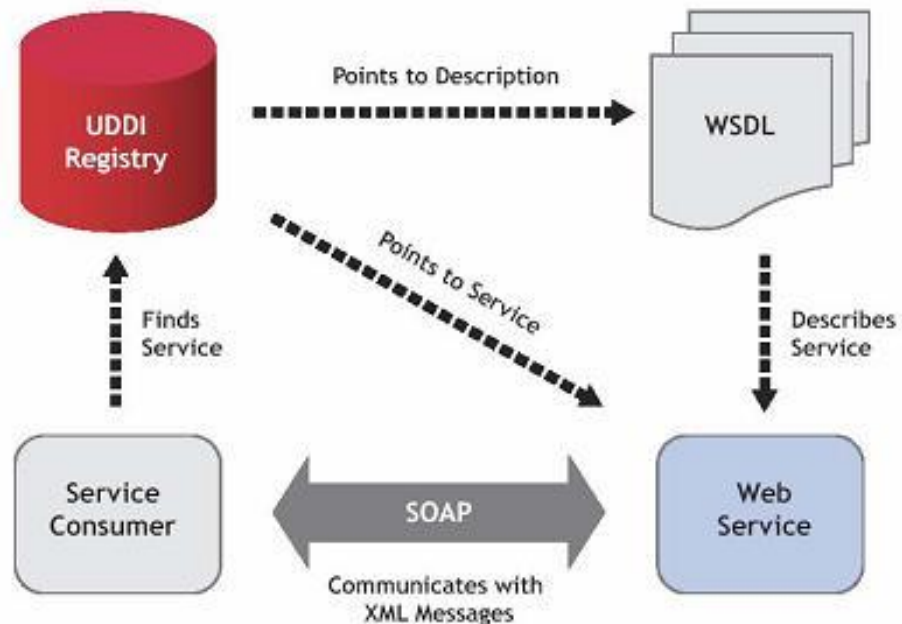 UDDI
Registry
Points to Description
WSDL
Points to Service
Finds
Service
Describes
Service
Service
Consumer
SOAP
Web
Service
Communicates with
XML Messages